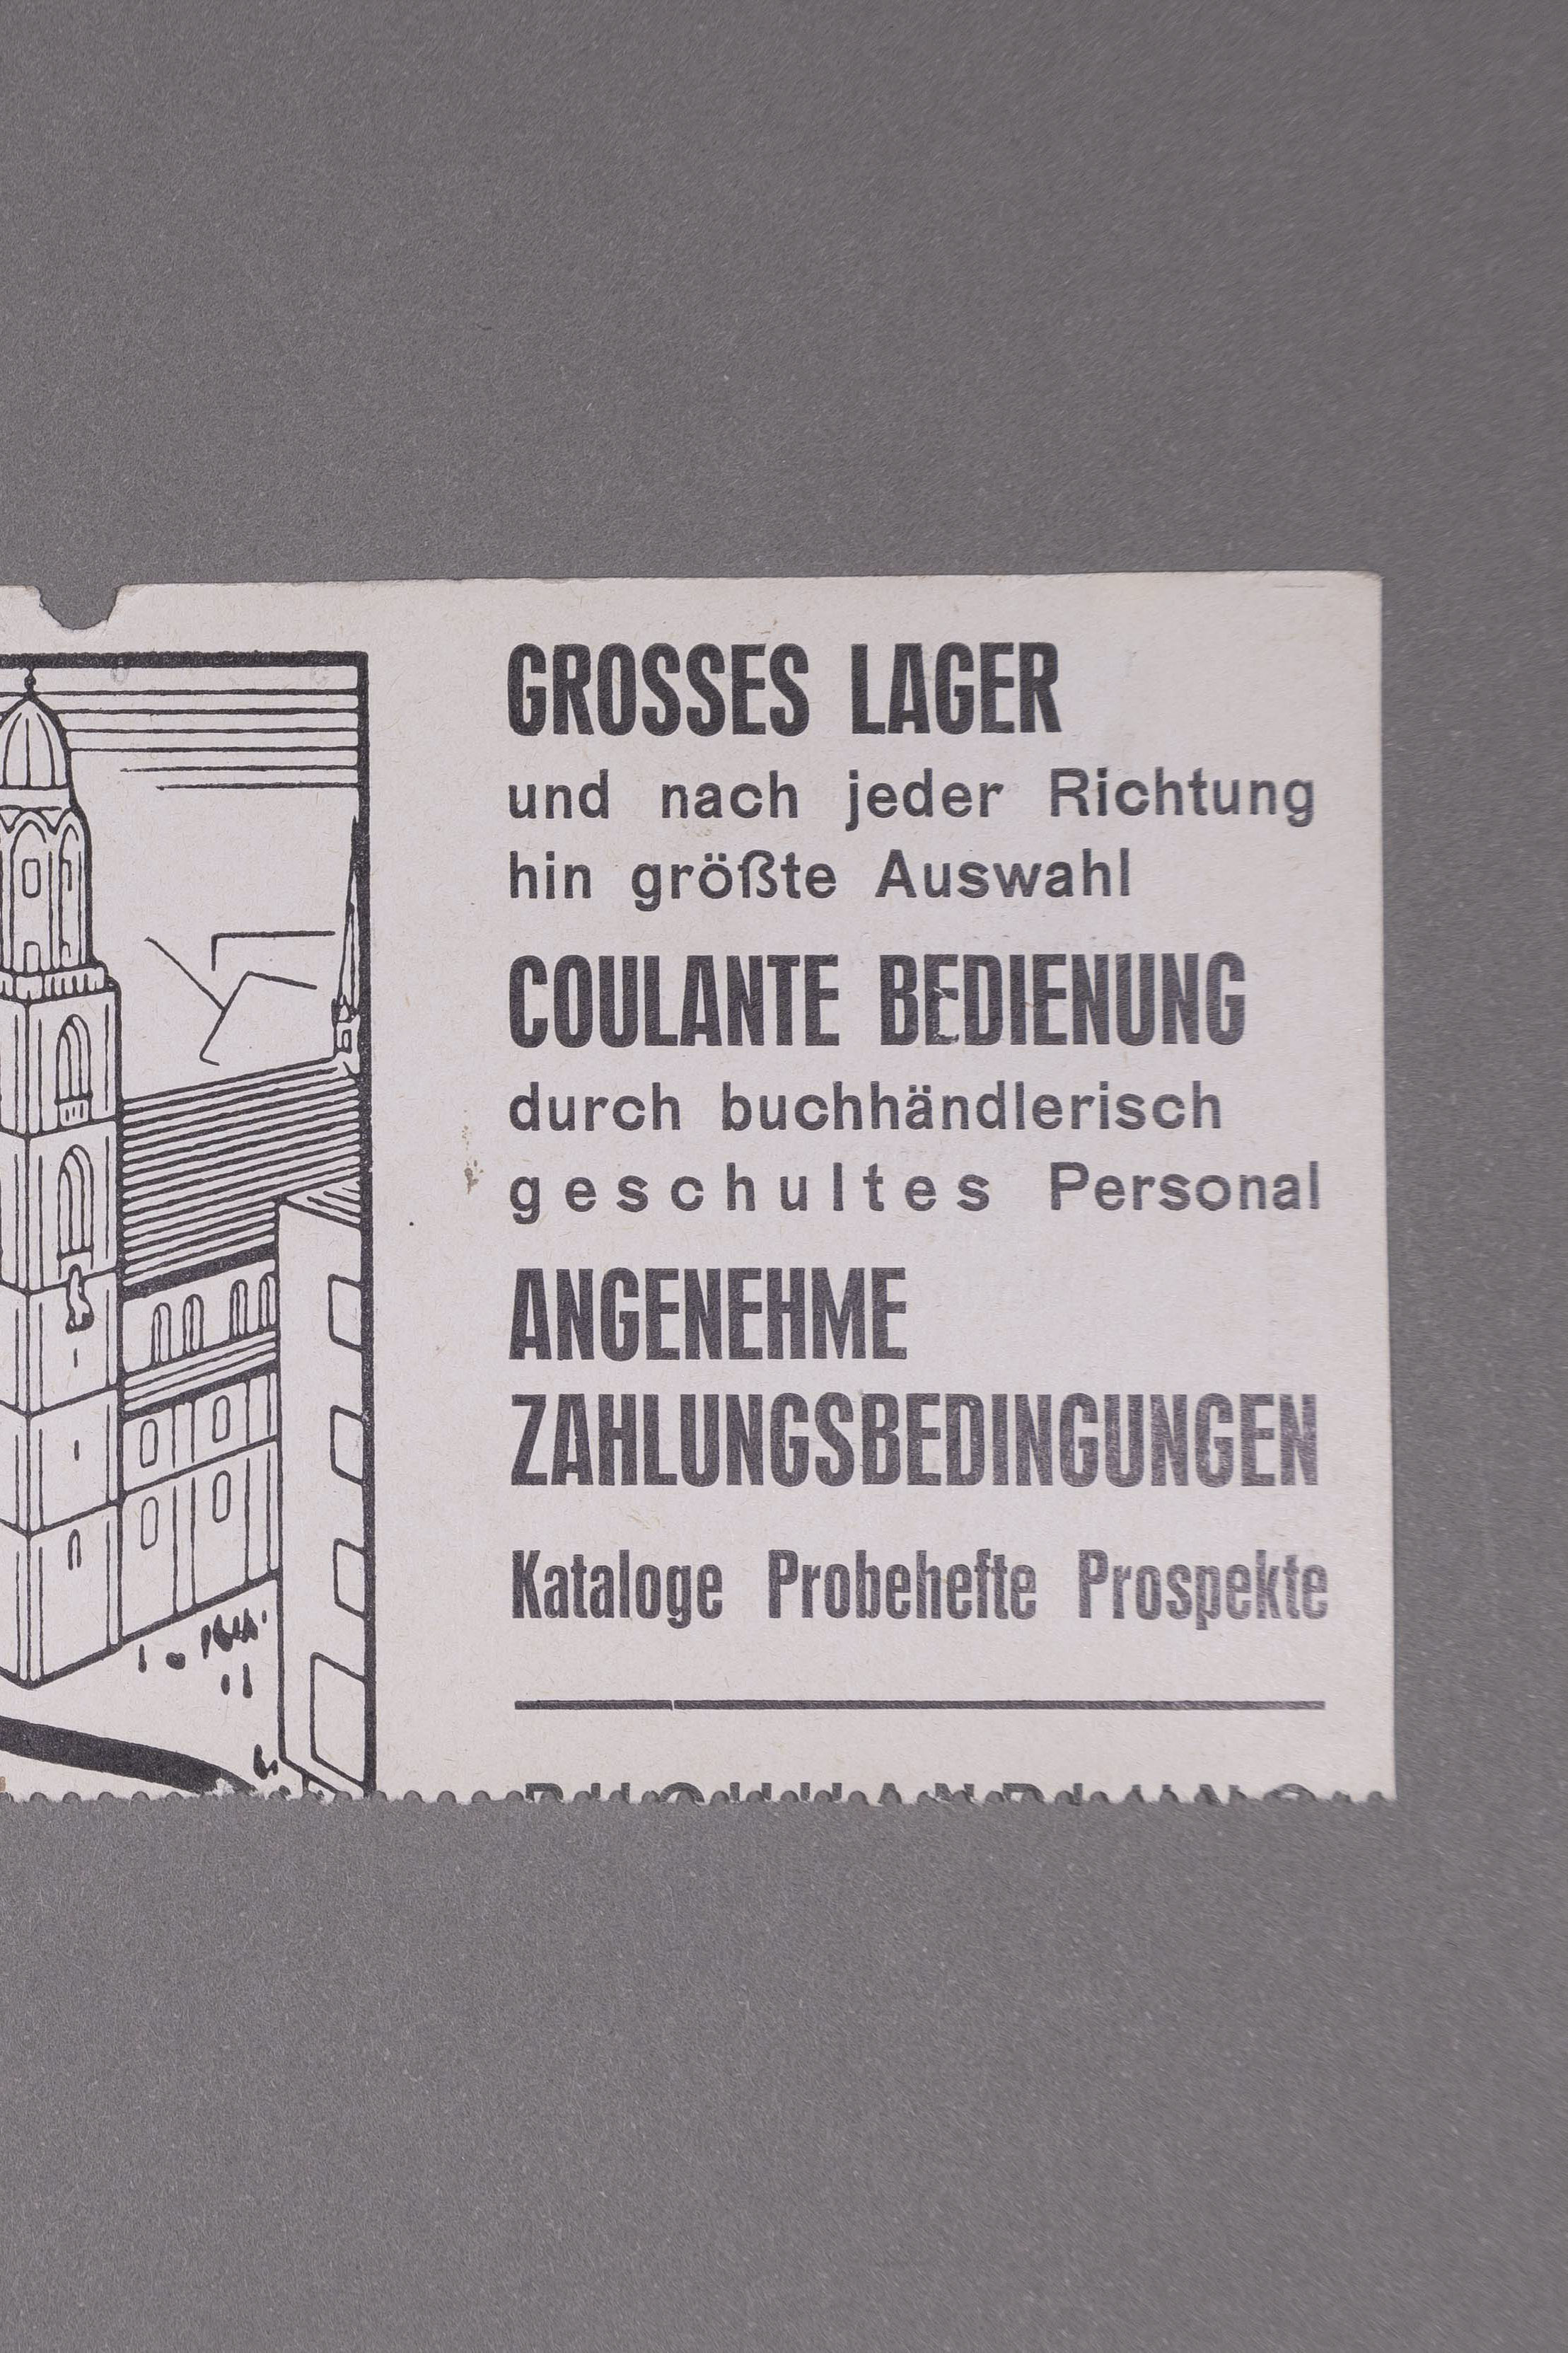 GROSSES LAGER
und nach jeder Richtung
hin größte Auswahl
COULANTE BEDIENUNG
durch buchhändlerisch
geschultes Personal
ANGENEHME
ZAHLUNGSBEDINGUNGEN
Kataloge Probehefte Prospekte